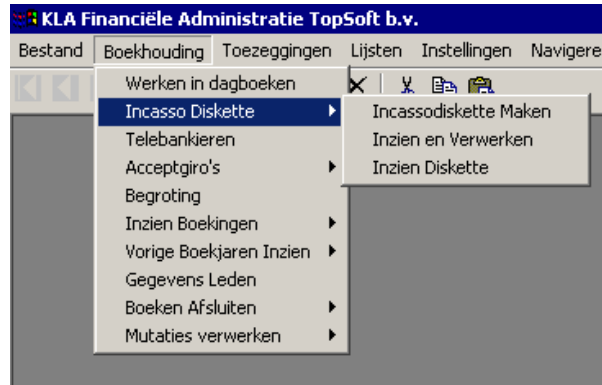 KLA Financiële Administratie TopSoft b.v.
Bestand Boekhouding Toezeggingen Lijsten Instellingen Navigere
Werken in dagboeken
Incasso Diskette
Telebankieren
Acceptgiro's
Begroting
Inzien Boekingen
Vorige Boekjaren Inzien
Gegevens Leden
Boeken Afsluiten
Mutaties verwerken
Incassodiskette Maken
Inzien en Verwerken
Inzien Diskette